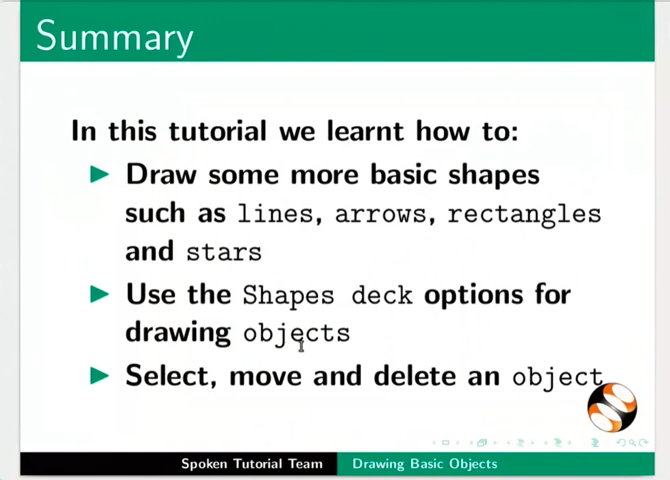 Summary
In this tutorial we learnt how to:
Draw some more basic shapes
such as lines, arrows, rectangles
and stars
Use the Shapes deck options for
drawing objects
Select, move and delete an object
Spoken Tutorial Team Drawing Basic Objects